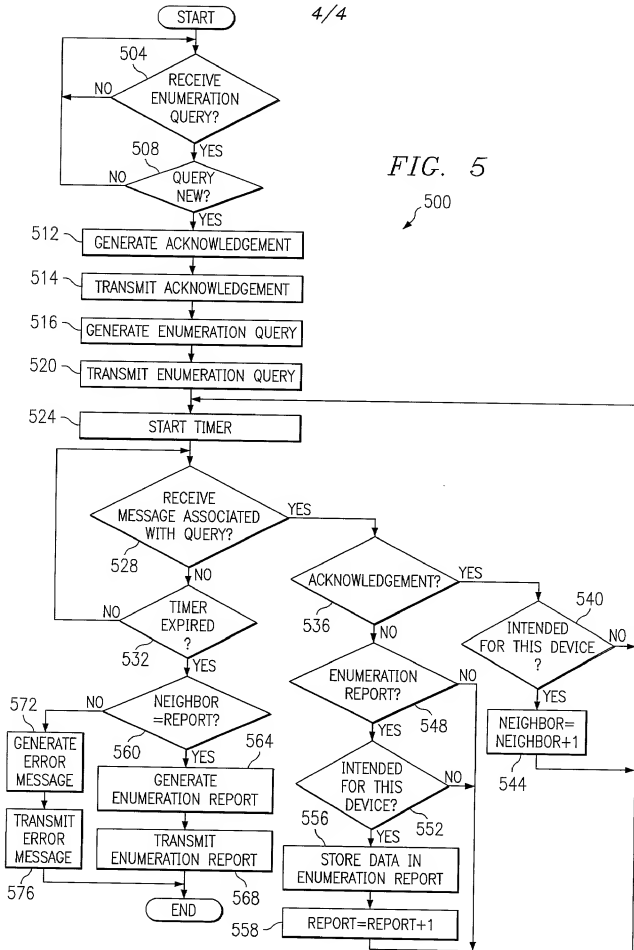 START
4/4
504
RECEIVE
ENUMERATION
QUERY?
NO
YES
508
QUERY
NEW?
NO
YES
FIG. 5
500
512
GENERATE ACKNOWLEDGEMENT
514
TRANSMIT ACKNOWLEDGEMENT
516
GENERATE ENUMERATION QUERY
520
TRANSMIT ENUMERATION QUERY
524
START TIMER
RECEIVE
MESSAGE ASSOCIATED
WITH QUERY?
YES
528
NO
ACKNOWLEDGEMENT?
YES
536
NO
540
INTENDED
FOR THIS DEVICE
?
NO
YES
NEIGHBOR=
NEIGHBOR+1
544
TIMER
EXPIRED
?
NO
532
YES
ENUMERATION
REPORT?
NO
548
YES
NEIGHBOR
=REPORT?
NO
560
YES
572
GENERATE
ERROR
MESSAGE
TRANSMIT
ERROR
MESSAGE
576
564
GENERATE
ENUMERATION REPORT
TRANSMIT
ENUMERATION REPORT
568
END
INTENDED
FOR THIS
DEVICE?
NO
552
YES
556
STORE DATA IN
ENUMERATION REPORT
558
REPORT=REPORT+1